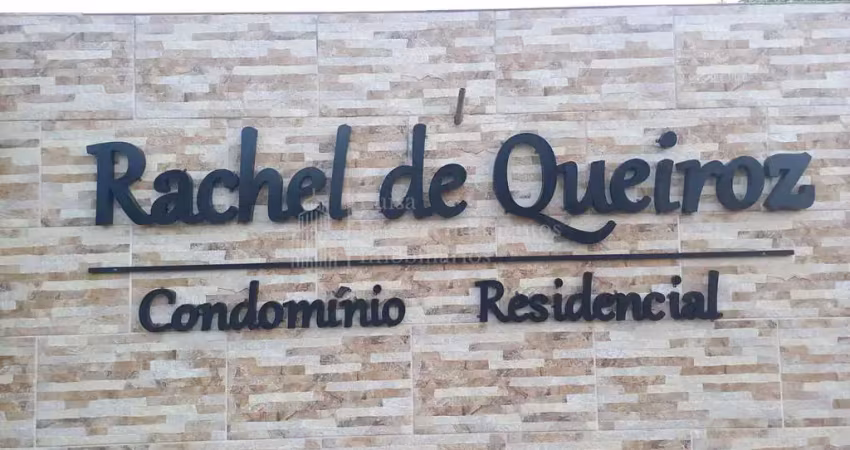 Rachel de Queiroz
Condomínio Residencial